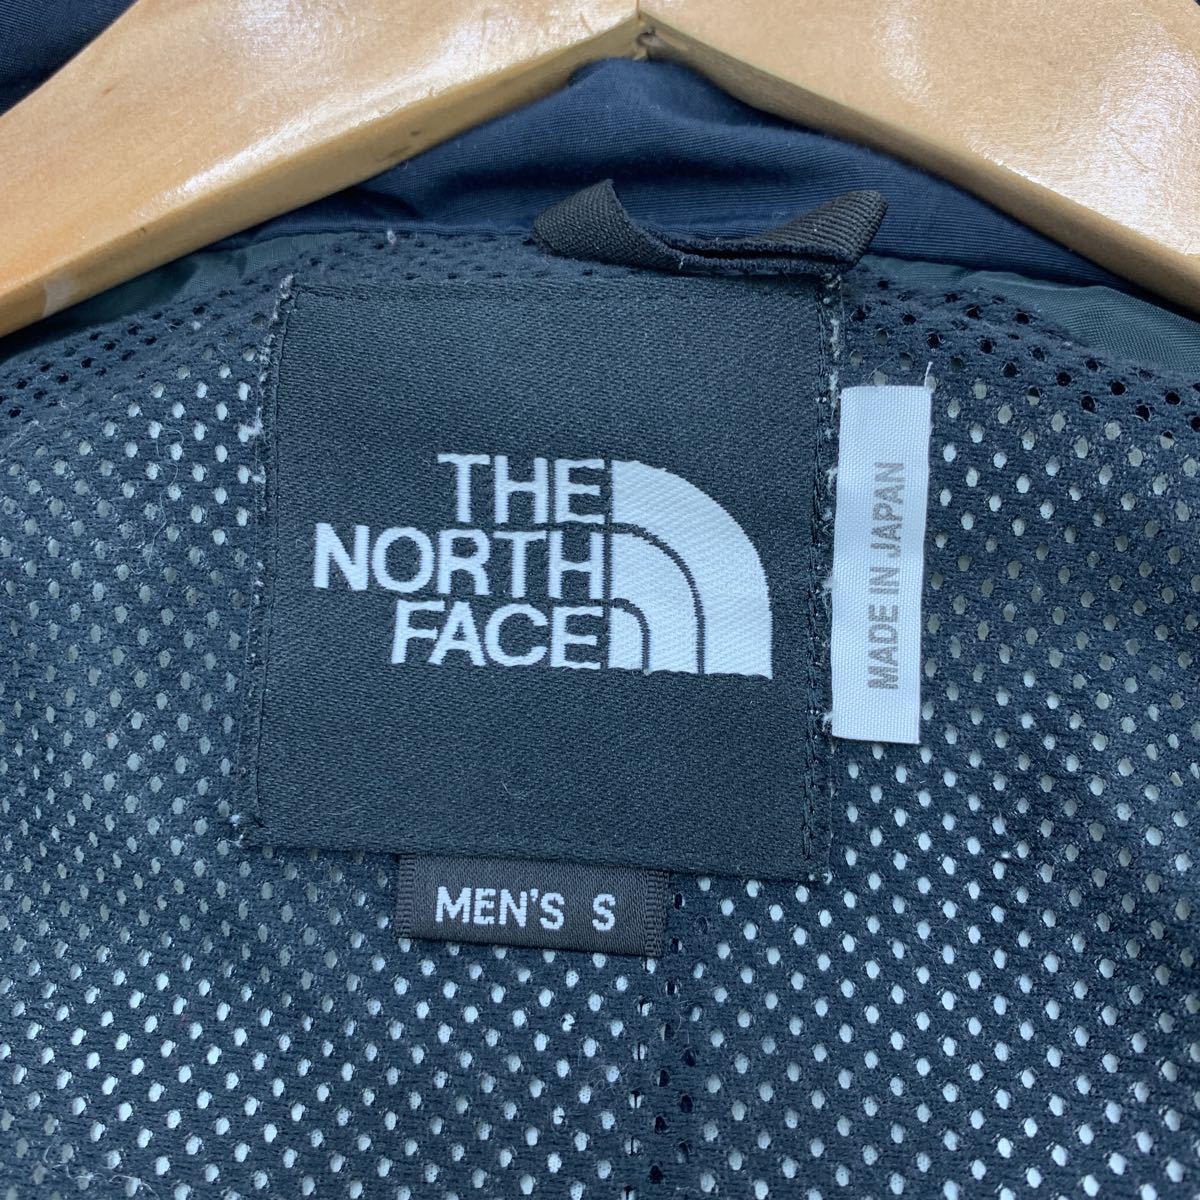 THE
NORTH
FACE
MADE IN JAPAN
MEN'S S